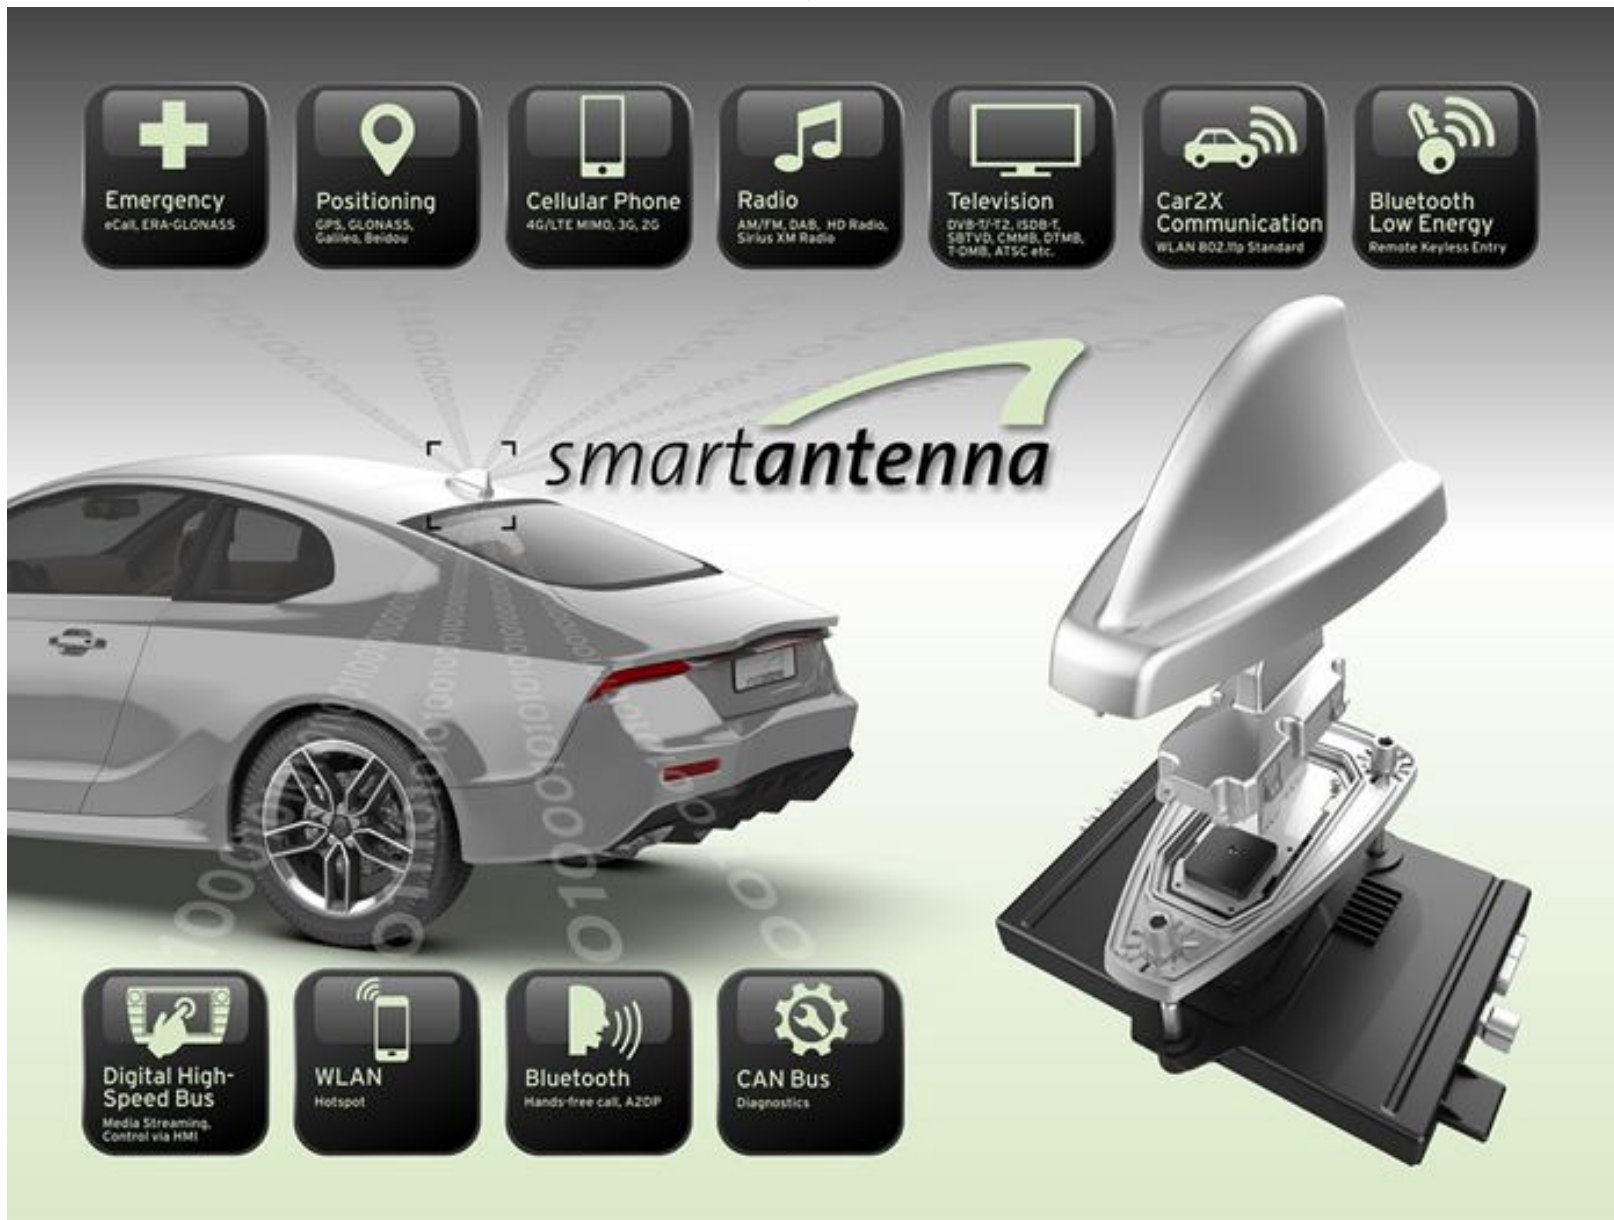 Emergency
eCall, ERA-GLONASS
Positioning
GPS, GLONASS,
Galileo, Beidou
Cellular Phone
4G/LTE MIMO, 3G, 2G
Radio
AM/FM, DAB, HD Radio,
Sirius XM Radio
Television
DVB-T/-T2, ISDB-T,
SBTVD, CMMB, DTMB,
T-DMB, ATSC etc.
Car2X
Communication
WLAN 802.11p Standard
Bluetooth
Low Energy
Remote Keyless Entry
smartantenna
Digital High-
Speed Bus
Media Streaming,
Control via HMI
WLAN
Hotspot
Bluetooth
Hands-free call, A2DP
CAN Bus
Diagnostics